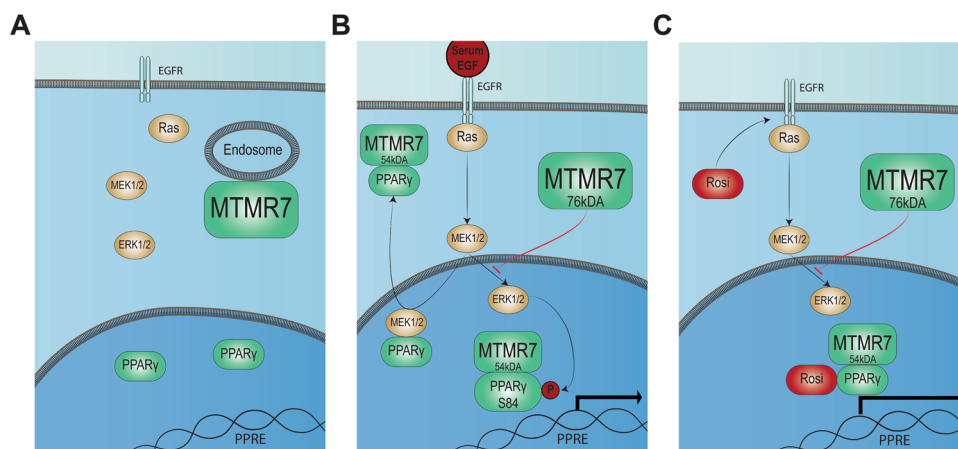 A
EGFR
Ras
Endosome
MEK1/2
MTMR7
ERK1/2
PPARγ
PPARγ
PPRE
B
Serum
EGF
EGFR
Ras
MTMR7
54kDA
PPARγ
MTMR7
76kDA
MEK1/2
ERK1/2
MEK1/2
PPARγ
MTMR7
54kDA
PPARγ
S84
P
PPRE
C
EGFR
Ras
Rosi
MTMR7
76kDA
MEK1/2
ERK1/2
MTMR7
54kDA
Rosi
PPARγ
PPRE